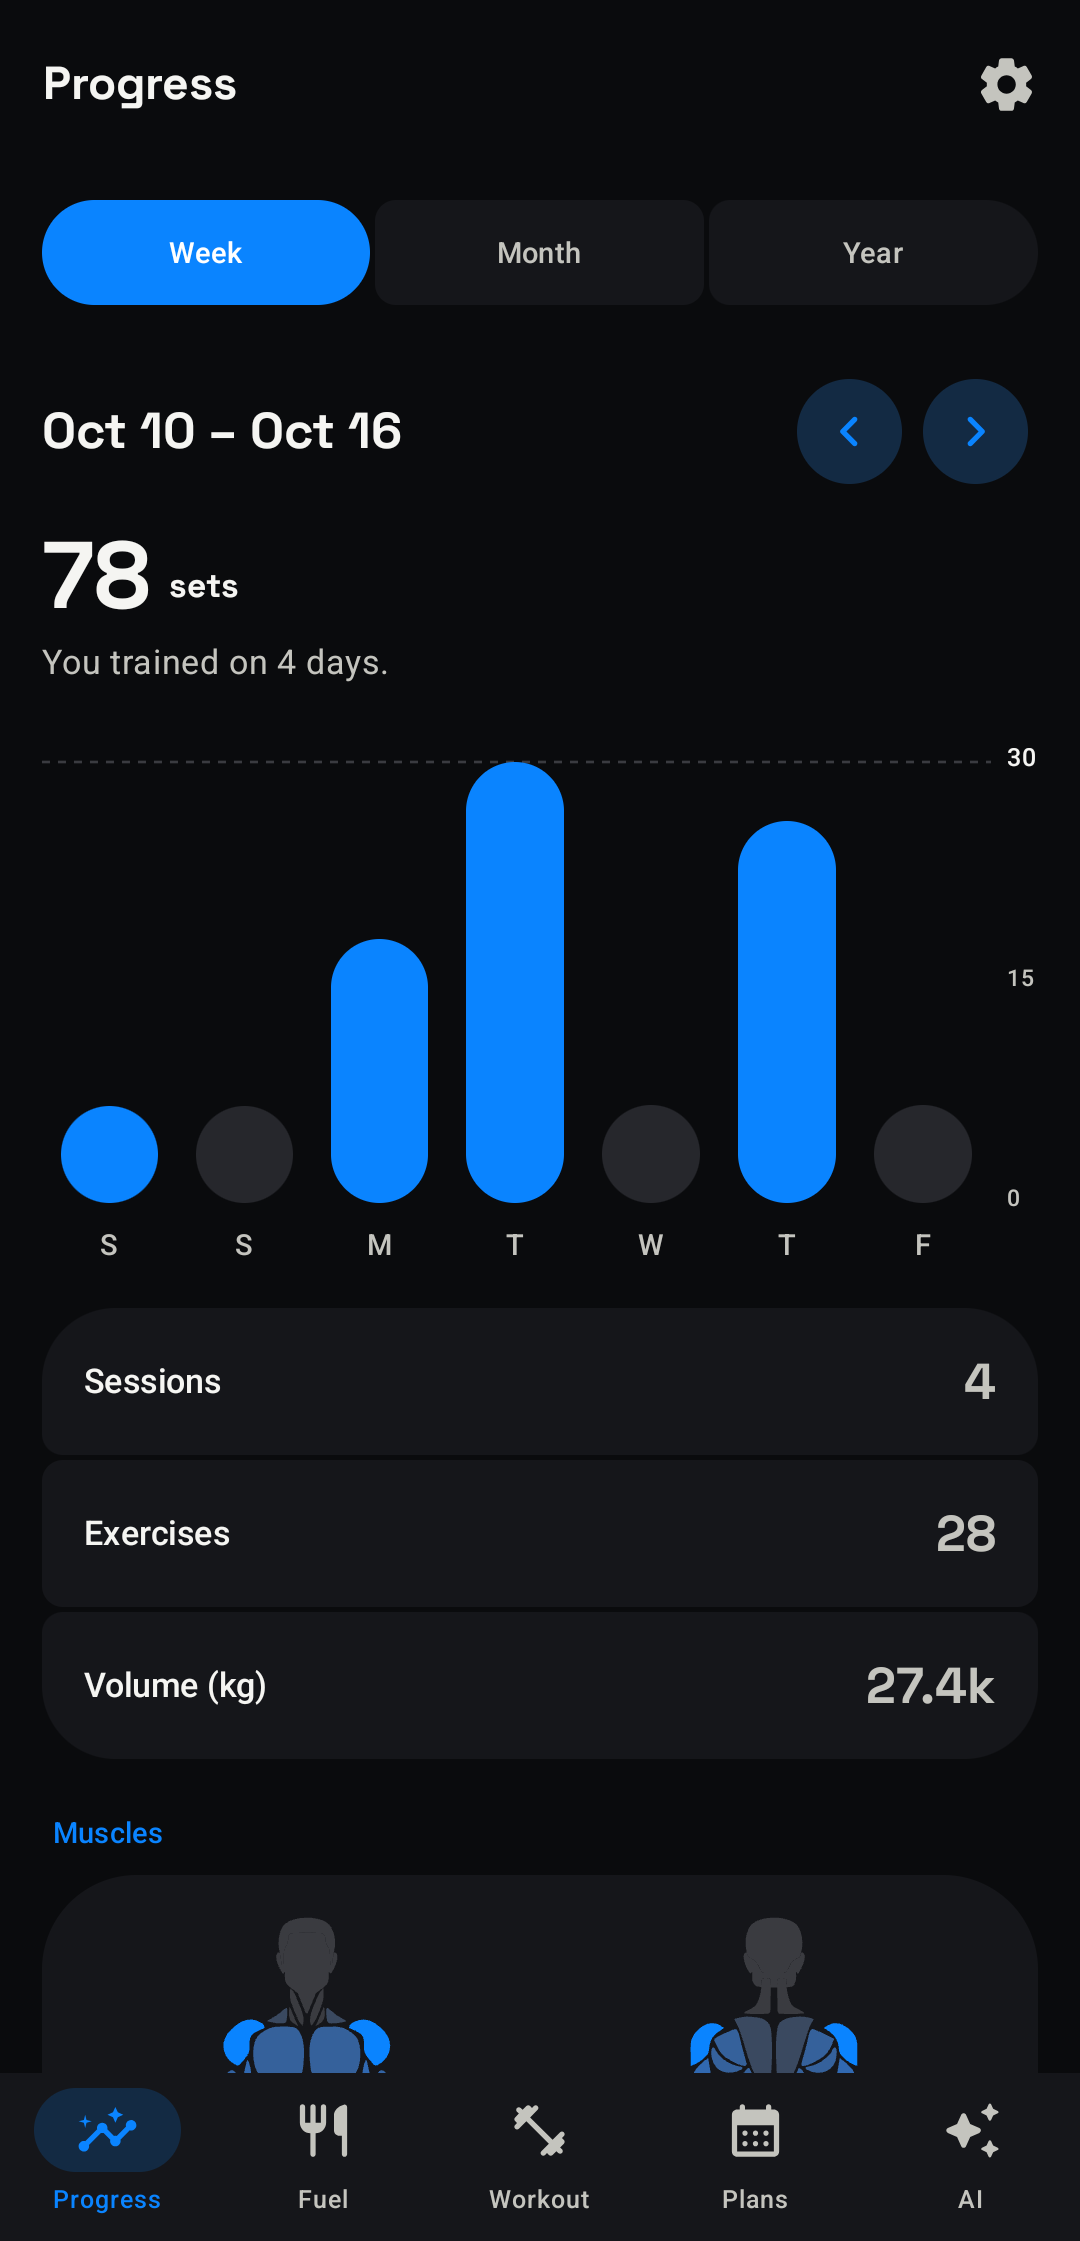 Progress
Week Month Year
Oct 10 – Oct 16
78 sets
You trained on 4 days.
30
15
0
S S M T W T F
Sessions 4
Exercises 28
Volume (kg) 27.4k
Muscles
Progress Fuel Workout Plans AI